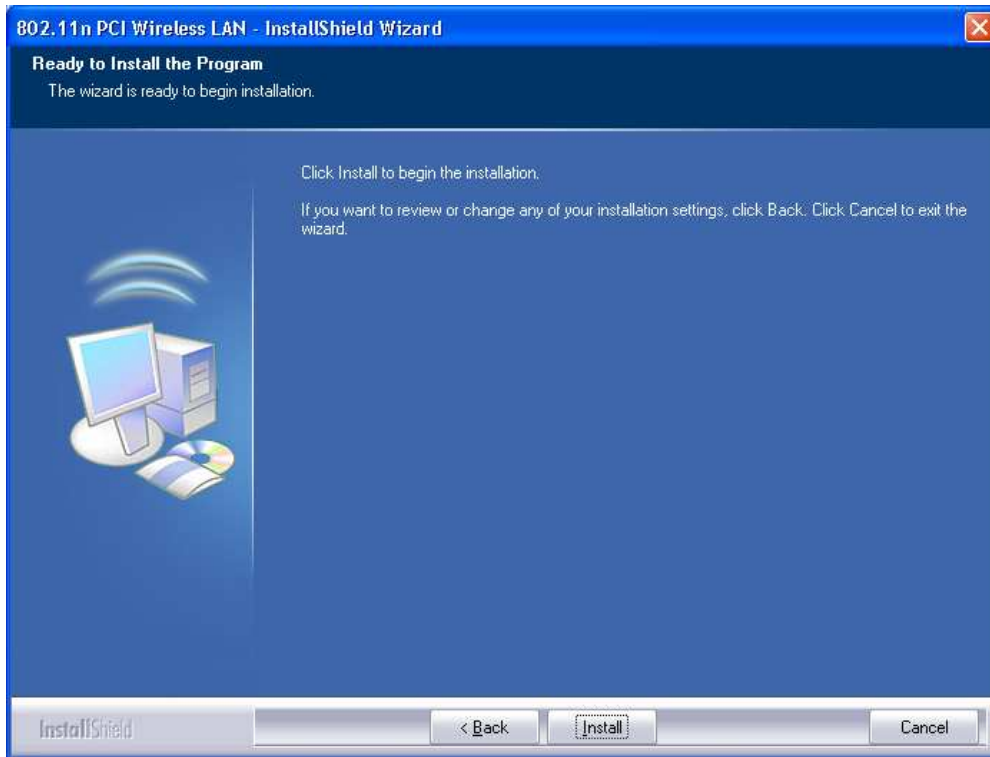 802.11n PCI Wireless LAN - InstallShield Wizard
Ready to Install the Program
The wizard is ready to begin installation.
Click Install to begin the installation.
If you want to review or change any of your installation settings, click Back. Click Cancel to exit the
wizard.
InstallShield
< Back
Install
Cancel